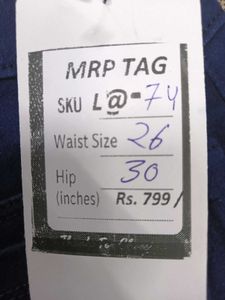 MRP TAG
SKU L@-74
Waist Size 26
Hip 30
(inches) Rs. 799/